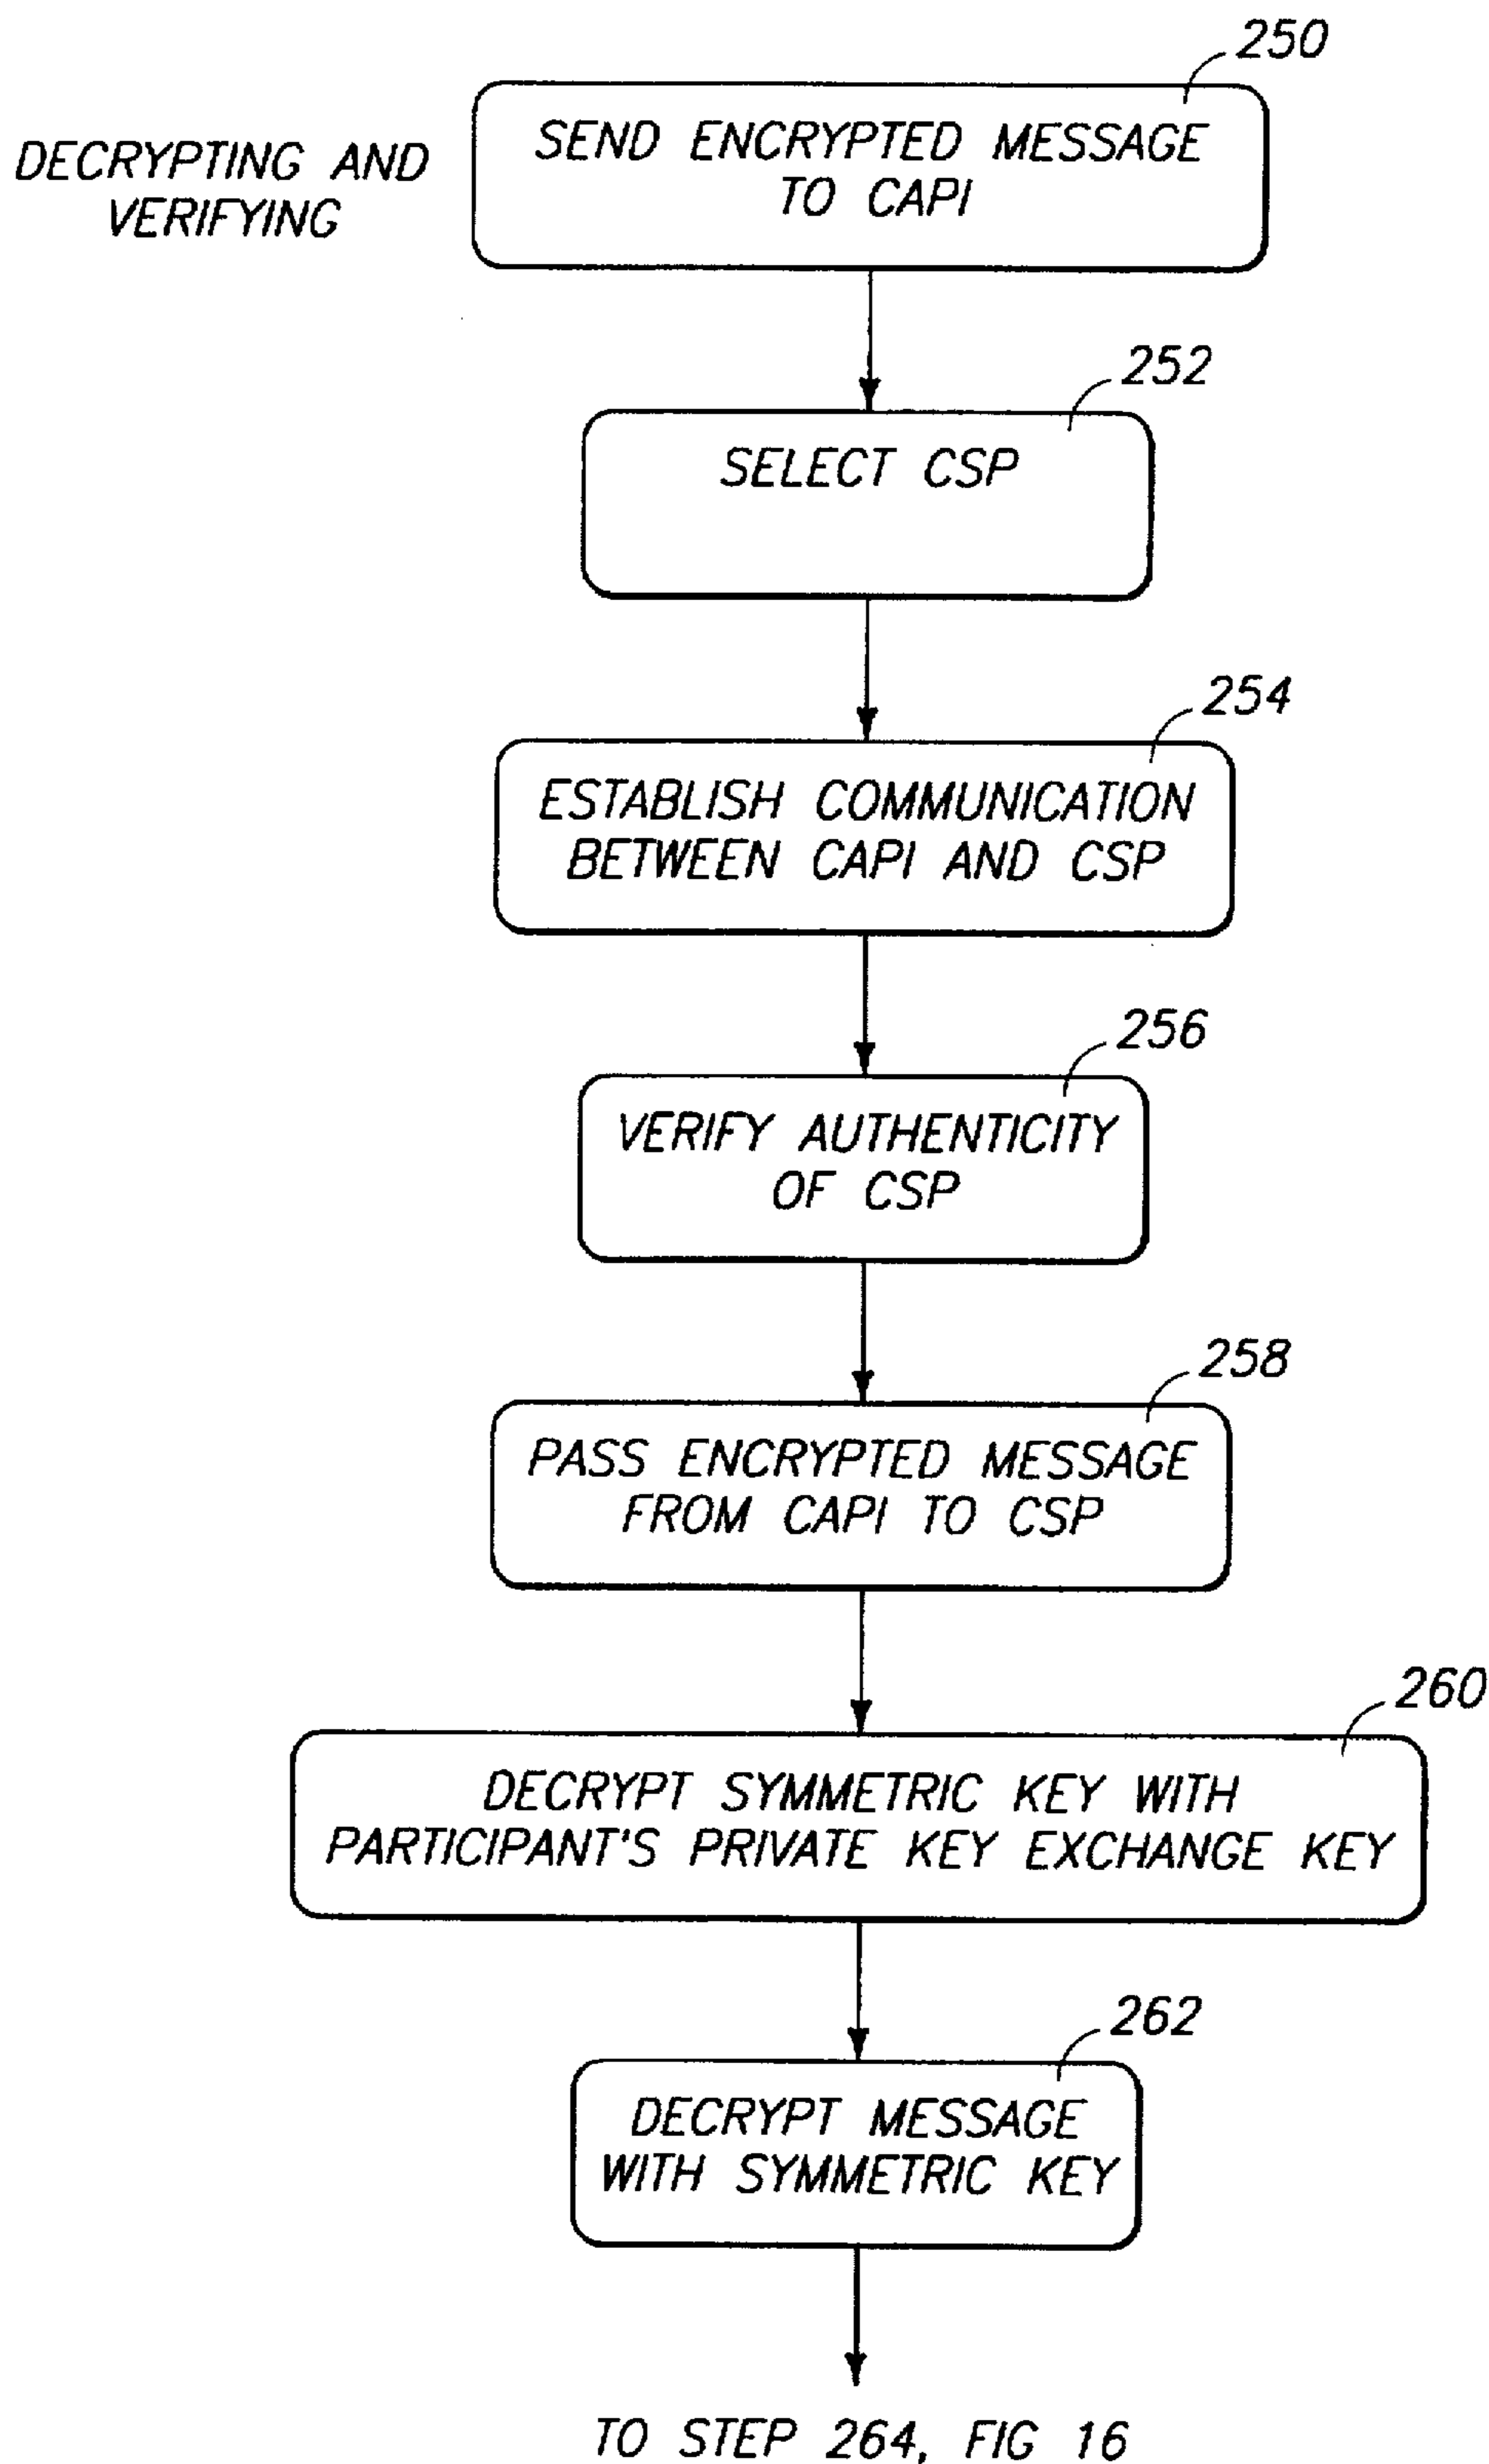 250
DECRYPTING AND
VERIFYING
SEND ENCRYPTED MESSAGE
TO CAPI
252
SELECT CSP
254
ESTABLISH COMMUNICATION
BETWEEN CAPI AND CSP
256
VERIFY AUTHENTICITY
OF CSP
258
PASS ENCRYPTED MESSAGE
FROM CAPI TO CSP
260
DECRYPT SYMMETRIC KEY WITH
PARTICIPANT'S PRIVATE KEY EXCHANGE KEY
262
DECRYPT MESSAGE
WITH SYMMETRIC KEY
TO STEP 264, FIG 16